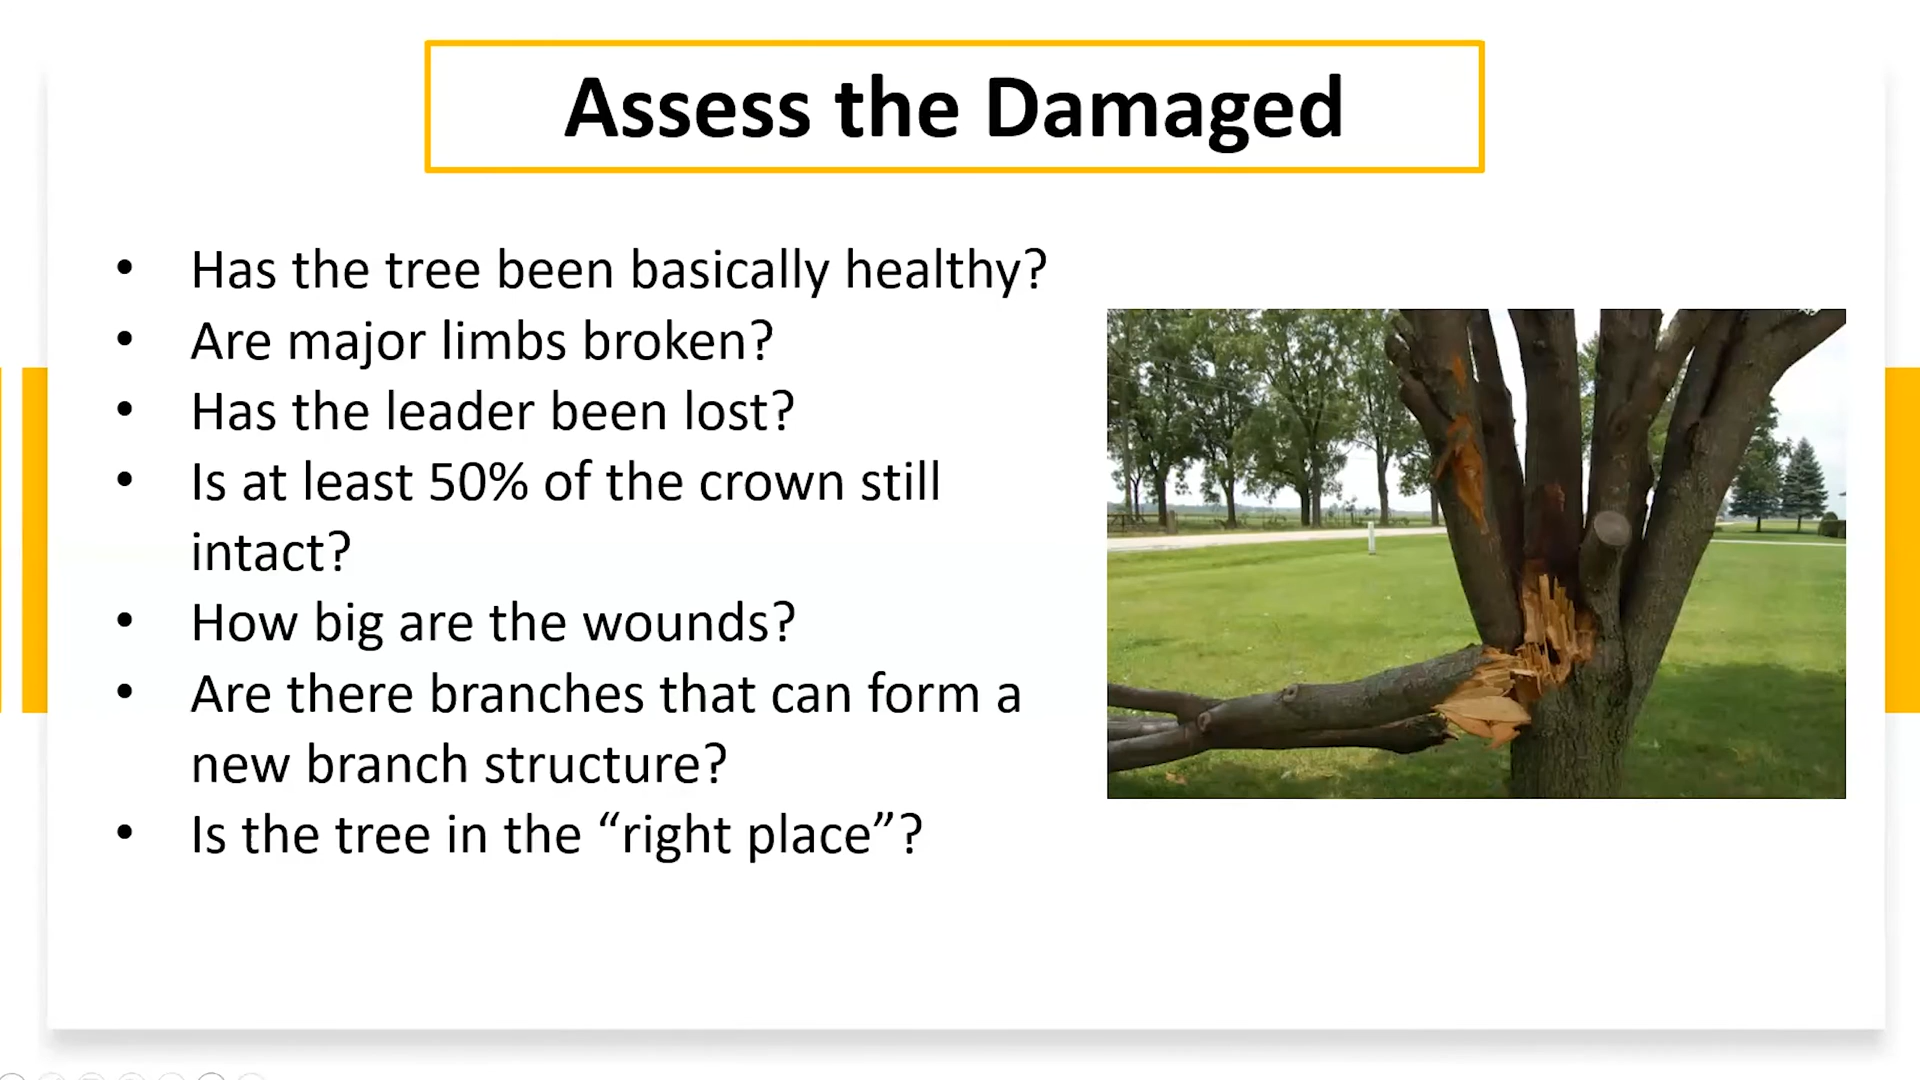 Assess the Damaged
• Has the tree been basically healthy?
• Are major limbs broken?
• Has the leader been lost?
• Is at least 50% of the crown still
intact?
• How big are the wounds?
• Are there branches that can form a
new branch structure?
• Is the tree in the “right place”?